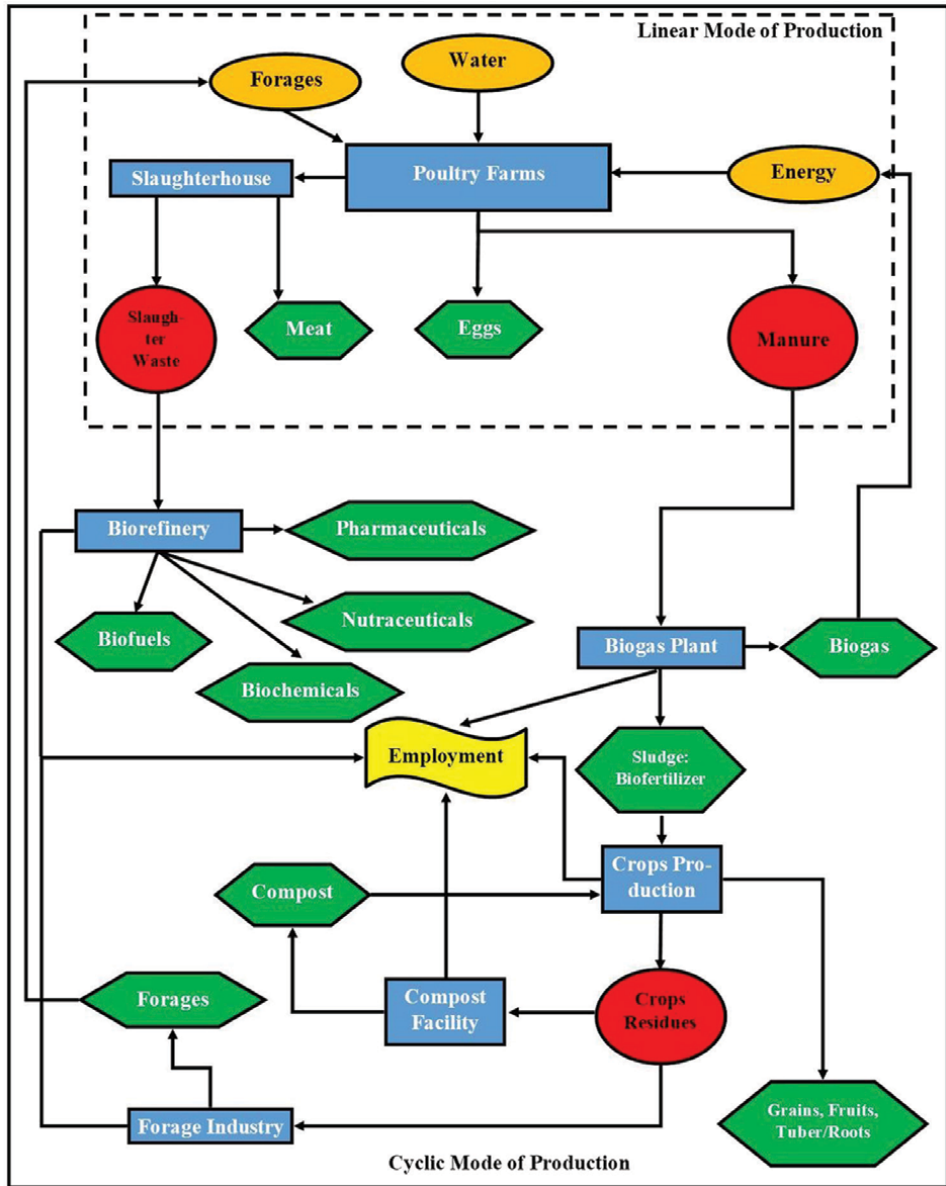 Linear Mode of Production
Water
Forages
Slaughterhouse
Poultry Farms
Energy
Slaugh-
ter
Waste
Meat
Eggs
Manure
Biorefinery
Pharmaceuticals
Nutraceuticals
Biofuels
Biochemicals
Biogas Plant
Biogas
Employment
Sludge:
Biofertilizer
Crops Pro-
duction
Compost
Forages
Compost
Facility
Crops
Residues
Forage Industry
Grains, Fruits,
Tuber/Roots
Cyclic Mode of Production